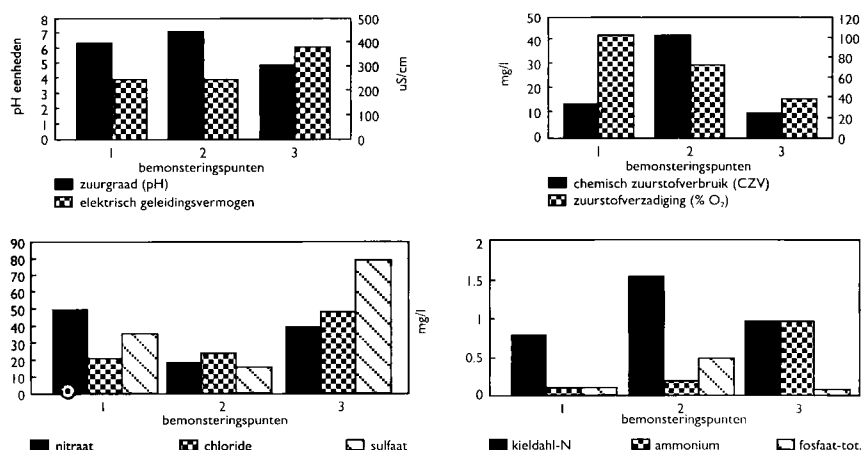 8
7
6
5
4
3
2
1
0
pH eenheden
500
400
300
200
100
0
uS/cm
1 2 3
bemonsteringspunten
zuurgraad (pH)
elektrisch geleidingsvermogen
50
40
30
20
10
0
mg/l
120
100
80
60
40
20
1 2 3
bemonsteringspunten
chemisch zuurstofverbruik (CZV)
zuurstofverzadiging (% O₂)
90
80
70
60
50
40
30
20
10
0
1 2 3
bemonsteringspunten
nitraat chloride sulfaat
mg/l
2
1.5
1
0.5
0
1 2 3
bemonsteringspunten
kieldahl-N ammonium fosfaat-tot.